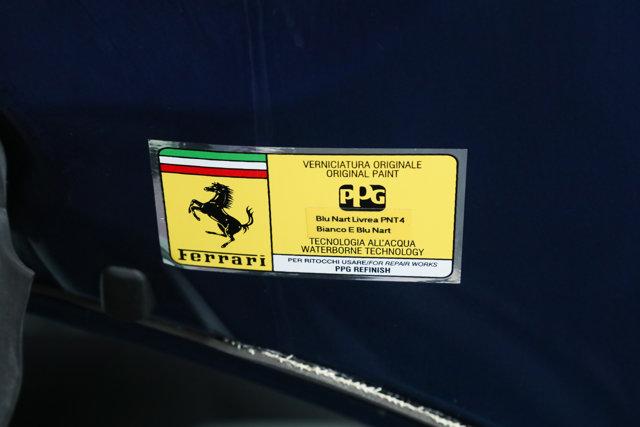 Ferrari
VERNICIATURA ORIGINALE
ORIGINAL PAINT
PPG
Blu Nart Livrea PNT4
Bianco E Blu Nart
TECNOLOGIA ALL'ACQUA
WATERBORNE TECHNOLOGY
PER RITOCCHI USARE/FOR REPAIR WORKS
PPG REFINISH